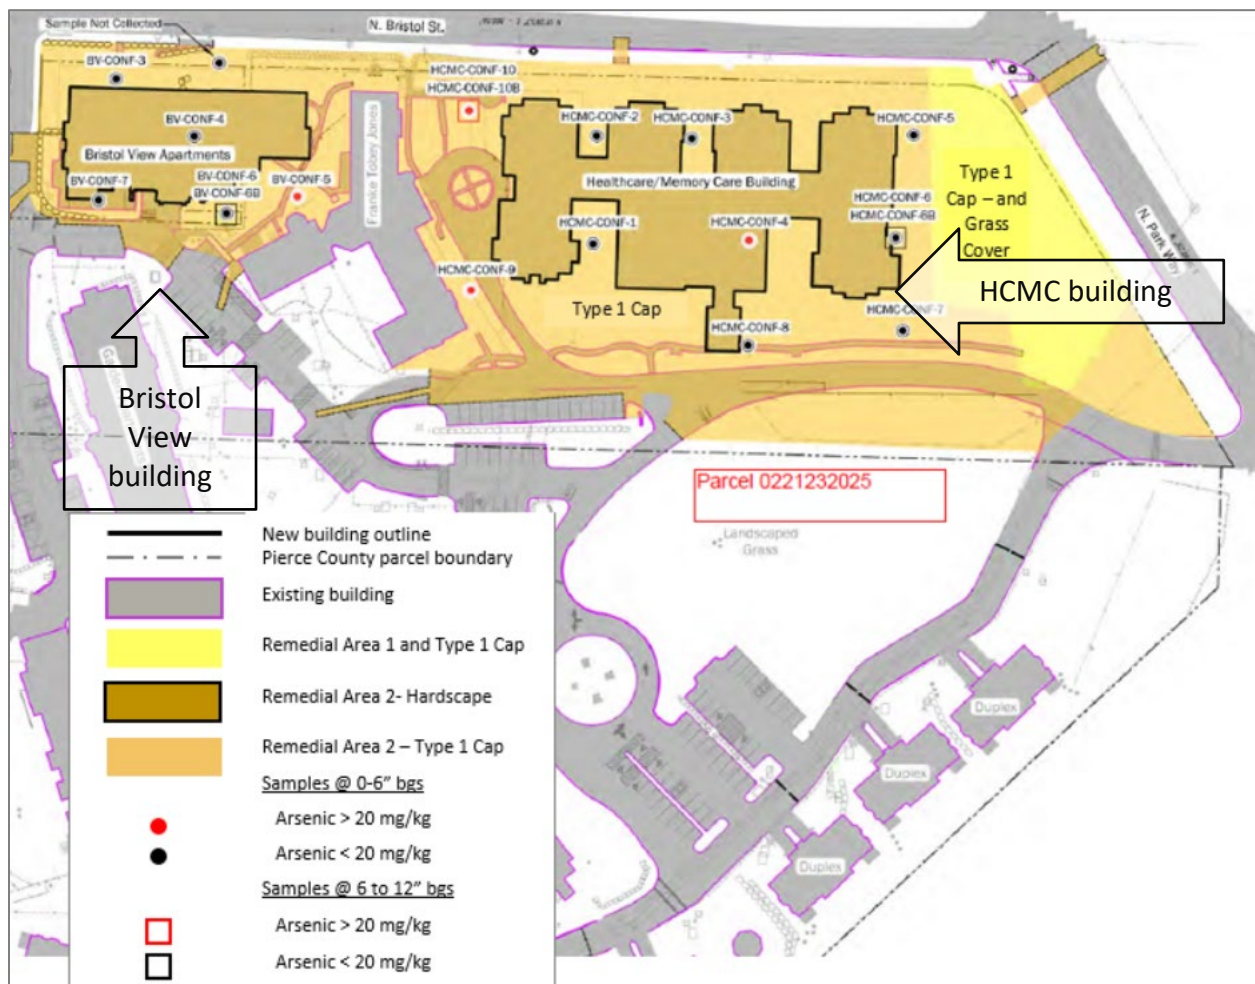 Sample Not Collected
N. Bristol St.
BV-CONF-3
HCMC-CONF-10
HCMC-CONF-10B
BV-CONF-4
HCMC-CONF-2
HCMC-CONF-3
HCMC-CONF-5
Bristol View Apartments
BV-CONF-7
BV-CONF-6
BV-CONF-6B
BV-CONF-5
Franke Tobey Jones
Healthcare/Memory Care Building
HCMC-CONF-6
HCMC-CONF-6B
HCMC-CONF-1
HCMC-CONF-4
Type 1
Cap – and
Grass
Cover
N. Park Way
HCMC-CONF-9
Type 1 Cap
HCMC-CONF-8
HCMC-CONF-7
HCMC building
Bristol
View
building
Parcel 0221232025
Landscaped
Grass
New building outline
Pierce County parcel boundary
Existing building
Remedial Area 1 and Type 1 Cap
Remedial Area 2- Hardscape
Remedial Area 2 – Type 1 Cap
Samples @ 0-6" bgs
Arsenic > 20 mg/kg
Arsenic < 20 mg/kg
Samples @ 6 to 12" bgs
Arsenic > 20 mg/kg
Arsenic < 20 mg/kg
Duplex
Duplex
Duplex